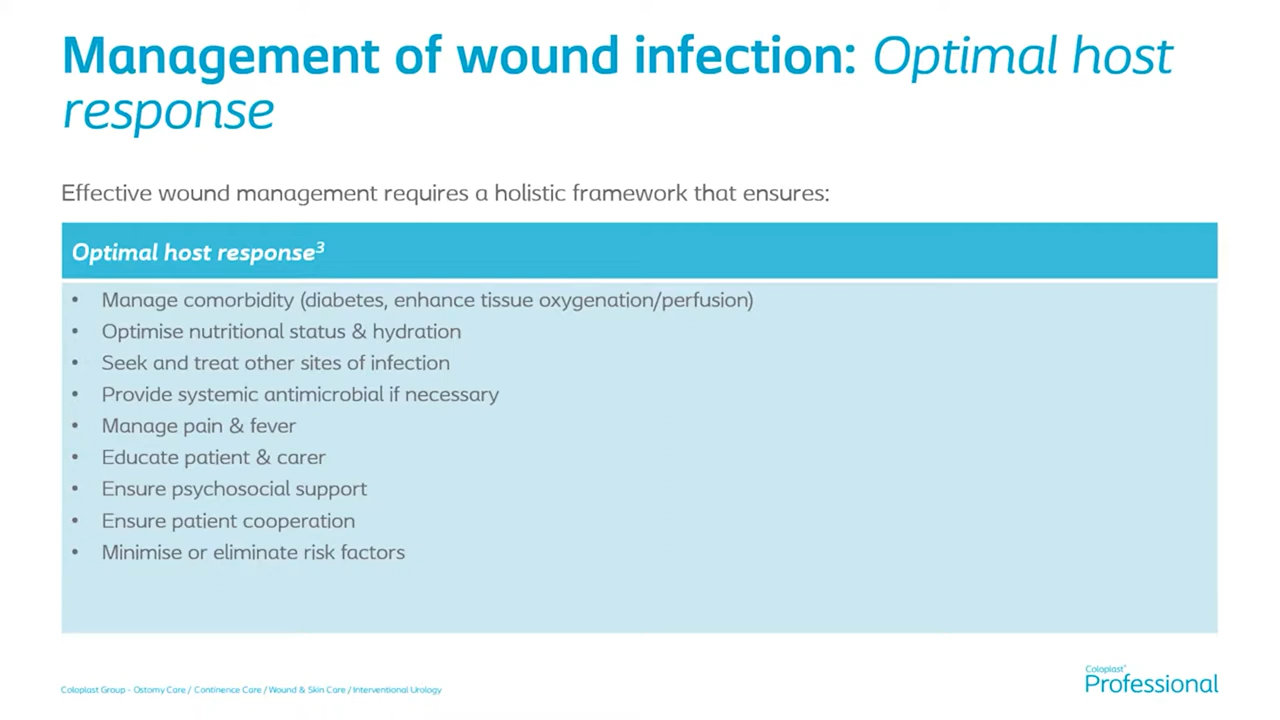 Management of wound infection: Optimal host
response
Effective wound management requires a holistic framework that ensures:
Optimal host response³
• Manage comorbidity (diabetes, enhance tissue oxygenation/perfusion)
• Optimise nutritional status & hydration
• Seek and treat other sites of infection
• Provide systemic antimicrobial if necessary
• Manage pain & fever
• Educate patient & carer
• Ensure psychosocial support
• Ensure patient cooperation
• Minimise or eliminate risk factors
Coloplast Group - Ostomy Care / Continence Care / Wound & Skin Care / Interventional Urology
Coloplast®
Professional